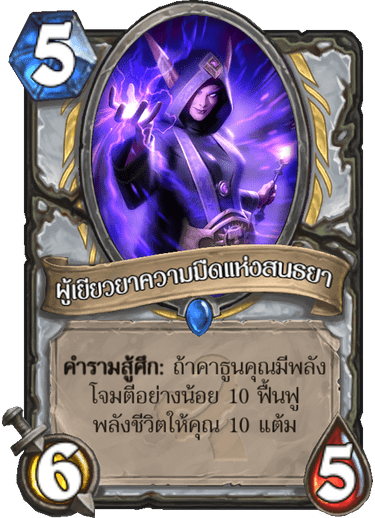 5
ผู้เยียวยาความมืดแห่งสนธยา
คำรามสู้ศึก: ถ้าคาธูนคุณมีพลัง
โจมตีอย่างน้อย 10 ฟื้นฟู
พลังชีวิตให้คุณ 10 แต้ม
6
5